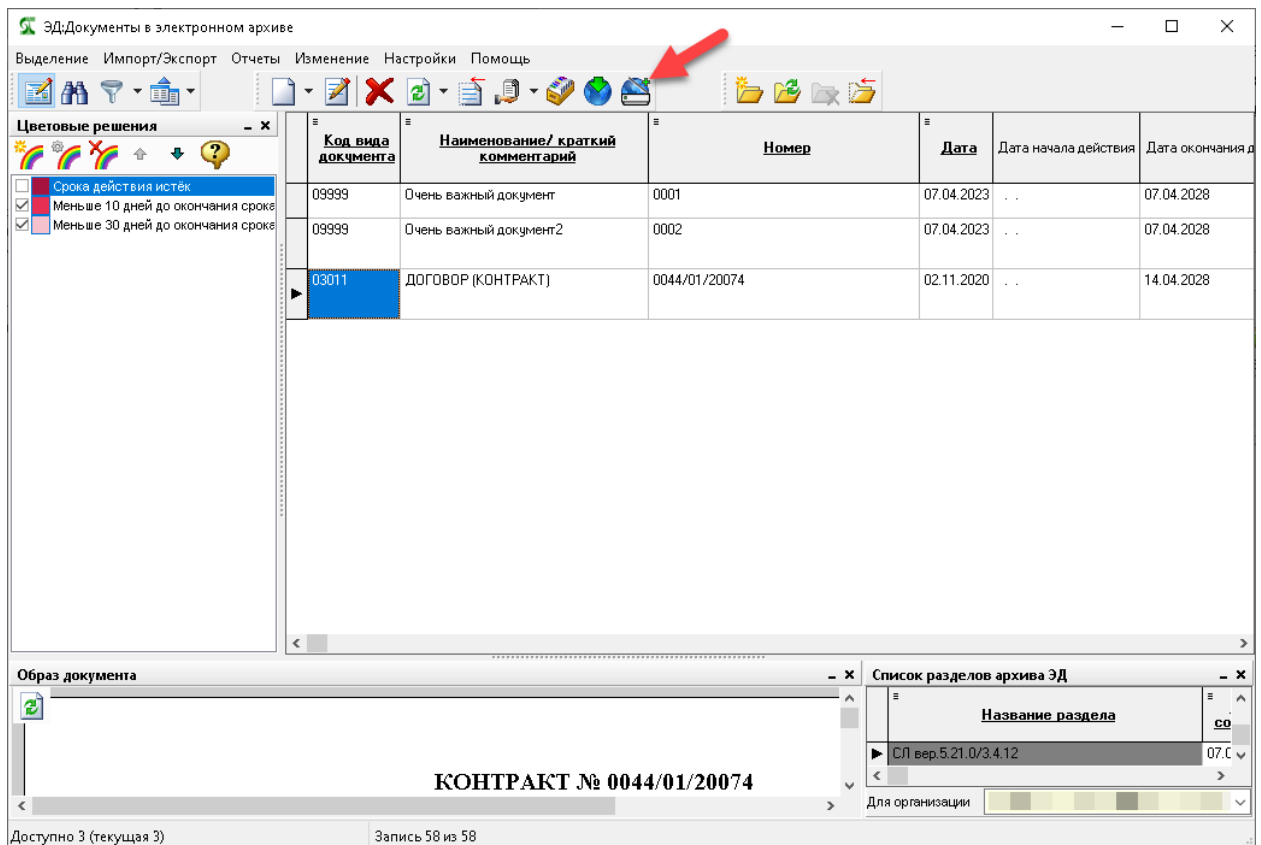 ЭД:Документы в электронном архиве
Выделение Импорт/Экспорт Отчеты Изменение Настройки Помощь
Цветовые решения
Срока действия истёк
Меньше 10 дней до окончания срока
Меньше 30 дней до окончания срока
Код вида документа
Наименование/ краткий комментарий
Номер
Дата
Дата начала действия
Дата окончания д
09999 Очень важный документ 0001 07.04.2023 . . 07.04.2028
09999 Очень важный документ2 0002 07.04.2023 . . 07.04.2028
03011 ДОГОВОР (КОНТРАКТ) 0044/01/20074 02.11.2020 . . 14.04.2028
Образ документа
КОНТРАКТ № 0044/01/20074
Список разделов архива ЭД
Название раздела
со
СЛ вер.5.21.0/3.4.12
Для организации
Доступно 3 (текущая 3)
Запись 58 из 58